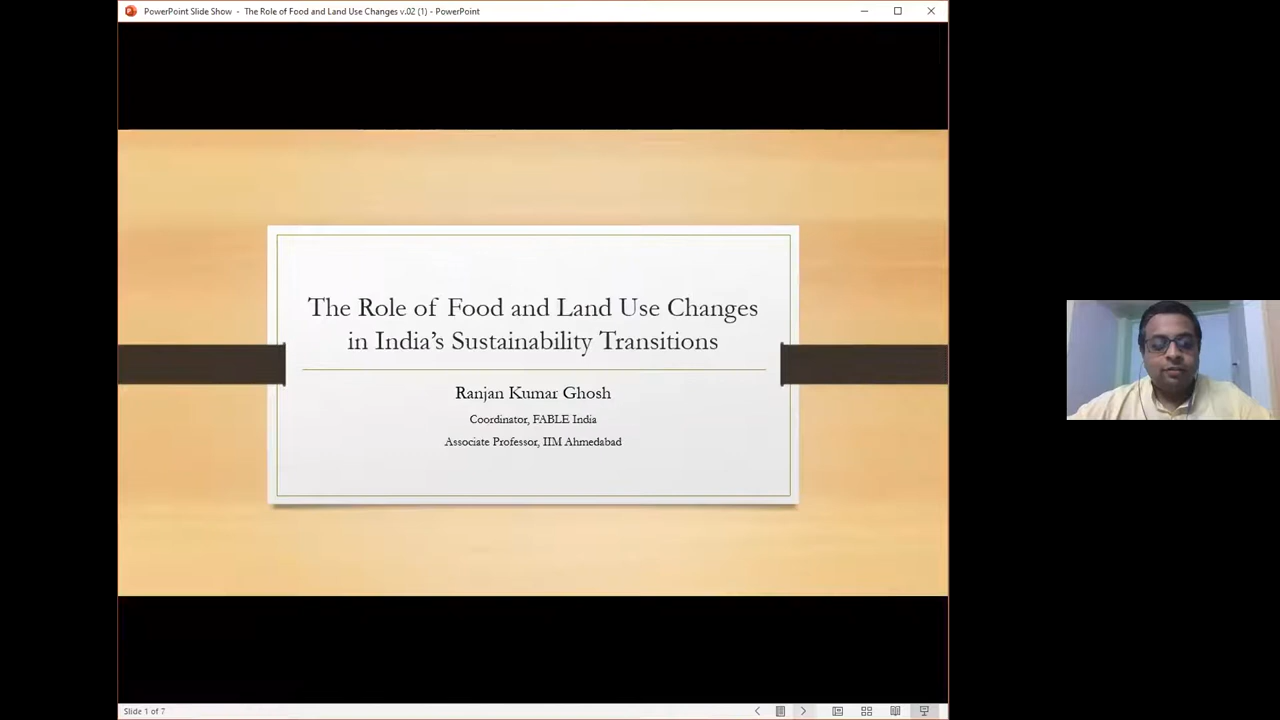 PowerPoint Slide Show - The Role of Food and Land Use Changes v.02 (1) - PowerPoint
The Role of Food and Land Use Changes
in India's Sustainability Transitions
Ranjan Kumar Ghosh
Coordinator, FABLE India
Associate Professor, IIM Ahmedabad
Slide 1 of 7